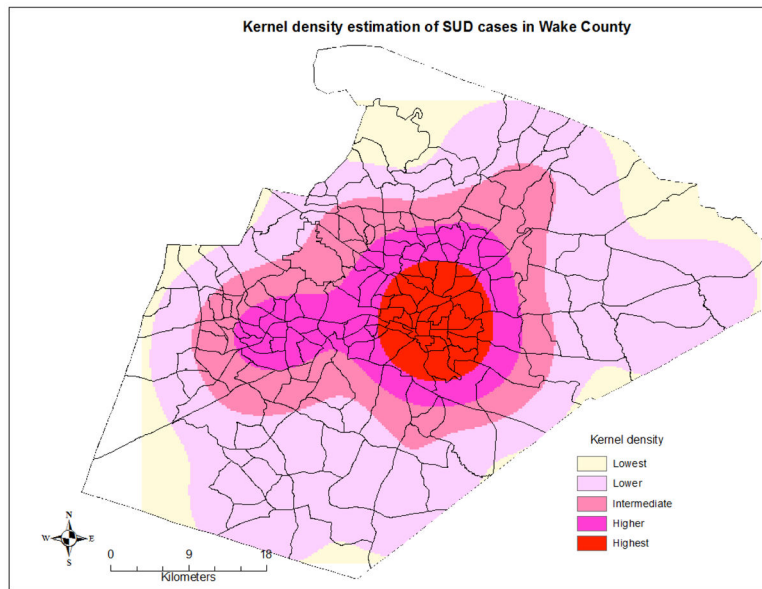 Kernel density estimation of SUD cases in Wake County
Kernel density
Lowest
Lower
Intermediate
Higher
Highest
N
W E
S
0 9 18
Kilometers